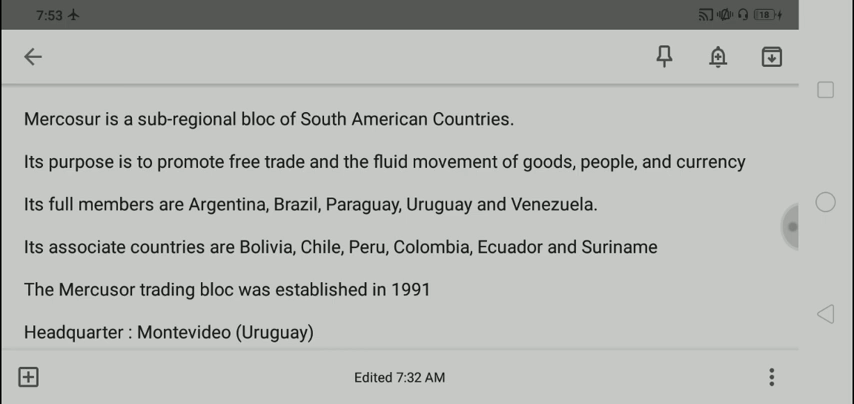 7:53
18
Mercosur is a sub-regional bloc of South American Countries.
Its purpose is to promote free trade and the fluid movement of goods, people, and currency
Its full members are Argentina, Brazil, Paraguay, Uruguay and Venezuela.
Its associate countries are Bolivia, Chile, Peru, Colombia, Ecuador and Suriname
The Mercusor trading bloc was established in 1991
Headquarter : Montevideo (Uruguay)
Edited 7:32 AM